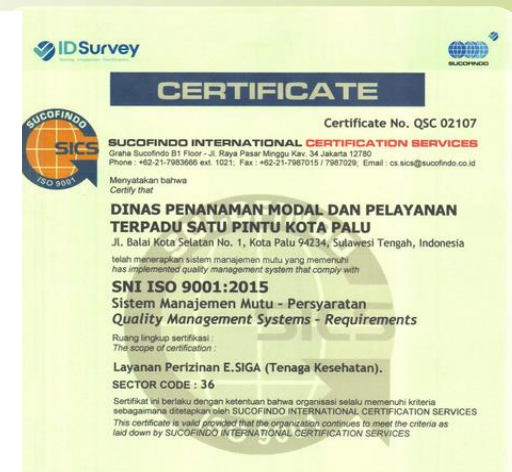 IDSurvey
Testing Inspection Certification
SUCOFINDO
CERTIFICATE
Certificate No. QSC 02107
SUCOFINDO
SICS
ISO 9001
SUCOFINDO INTERNATIONAL CERTIFICATION SERVICES
Graha Sucofindo B1 Floor - Jl. Raya Pasar Minggu Kav. 34 Jakarta 12780
Phone : +62-21-7983666 ext. 1021; Fax : +62-21-7987015 / 7987029; Email : cs.sics@sucofindo.co.id
Menyatakan bahwa
Certify that
DINAS PENANAMAN MODAL DAN PELAYANAN
TERPADU SATU PINTU KOTA PALU
Jl. Balai Kota Selatan No. 1, Kota Palu 94234, Sulawesi Tengah, Indonesia
telah menerapkan sistem manajemen mutu yang memenuhi
has implemented quality management system that comply with
SNI ISO 9001:2015
Sistem Manajemen Mutu - Persyaratan
Quality Management Systems - Requirements
Ruang lingkup sertifikasi :
The scope of certification :
Layanan Perizinan E.SIGA (Tenaga Kesehatan).
SECTOR CODE : 36
Sertifikat ini berlaku dengan ketentuan bahwa organisasi selalu memenuhi kriteria
sebagaimana ditetapkan oleh SUCOFINDO INTERNATIONAL CERTIFICATION SERVICES
This certificate is valid provided that the organization continues to meet the criteria as
laid down by SUCOFINDO INTERNATIONAL CERTIFICATION SERVICES